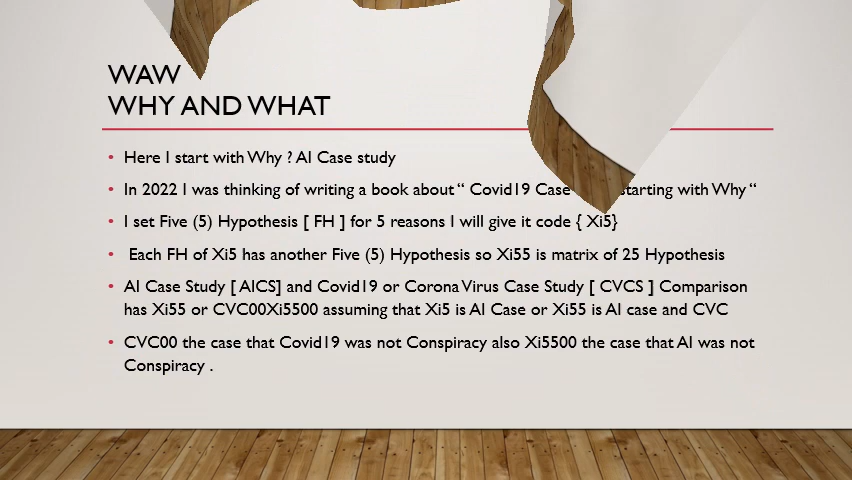 WAW
WHY AND WHAT
• Here I start with Why ? AI Case study
• In 2022 I was thinking of writing a book about “ Covid19 Case starting with Why “
• I set Five (5) Hypothesis [ FH ] for 5 reasons I will give it code { Xi5}
• Each FH of Xi5 has another Five (5) Hypothesis so Xi55 is matrix of 25 Hypothesis
• AI Case Study [ AICS] and Covid19 or Corona Virus Case Study [ CVCS ] Comparison
has Xi55 or CVC00Xi5500 assuming that Xi5 is AI Case or Xi55 is AI case and CVC
• CVC00 the case that Covid19 was not Conspiracy also Xi5500 the case that AI was not
Conspiracy .